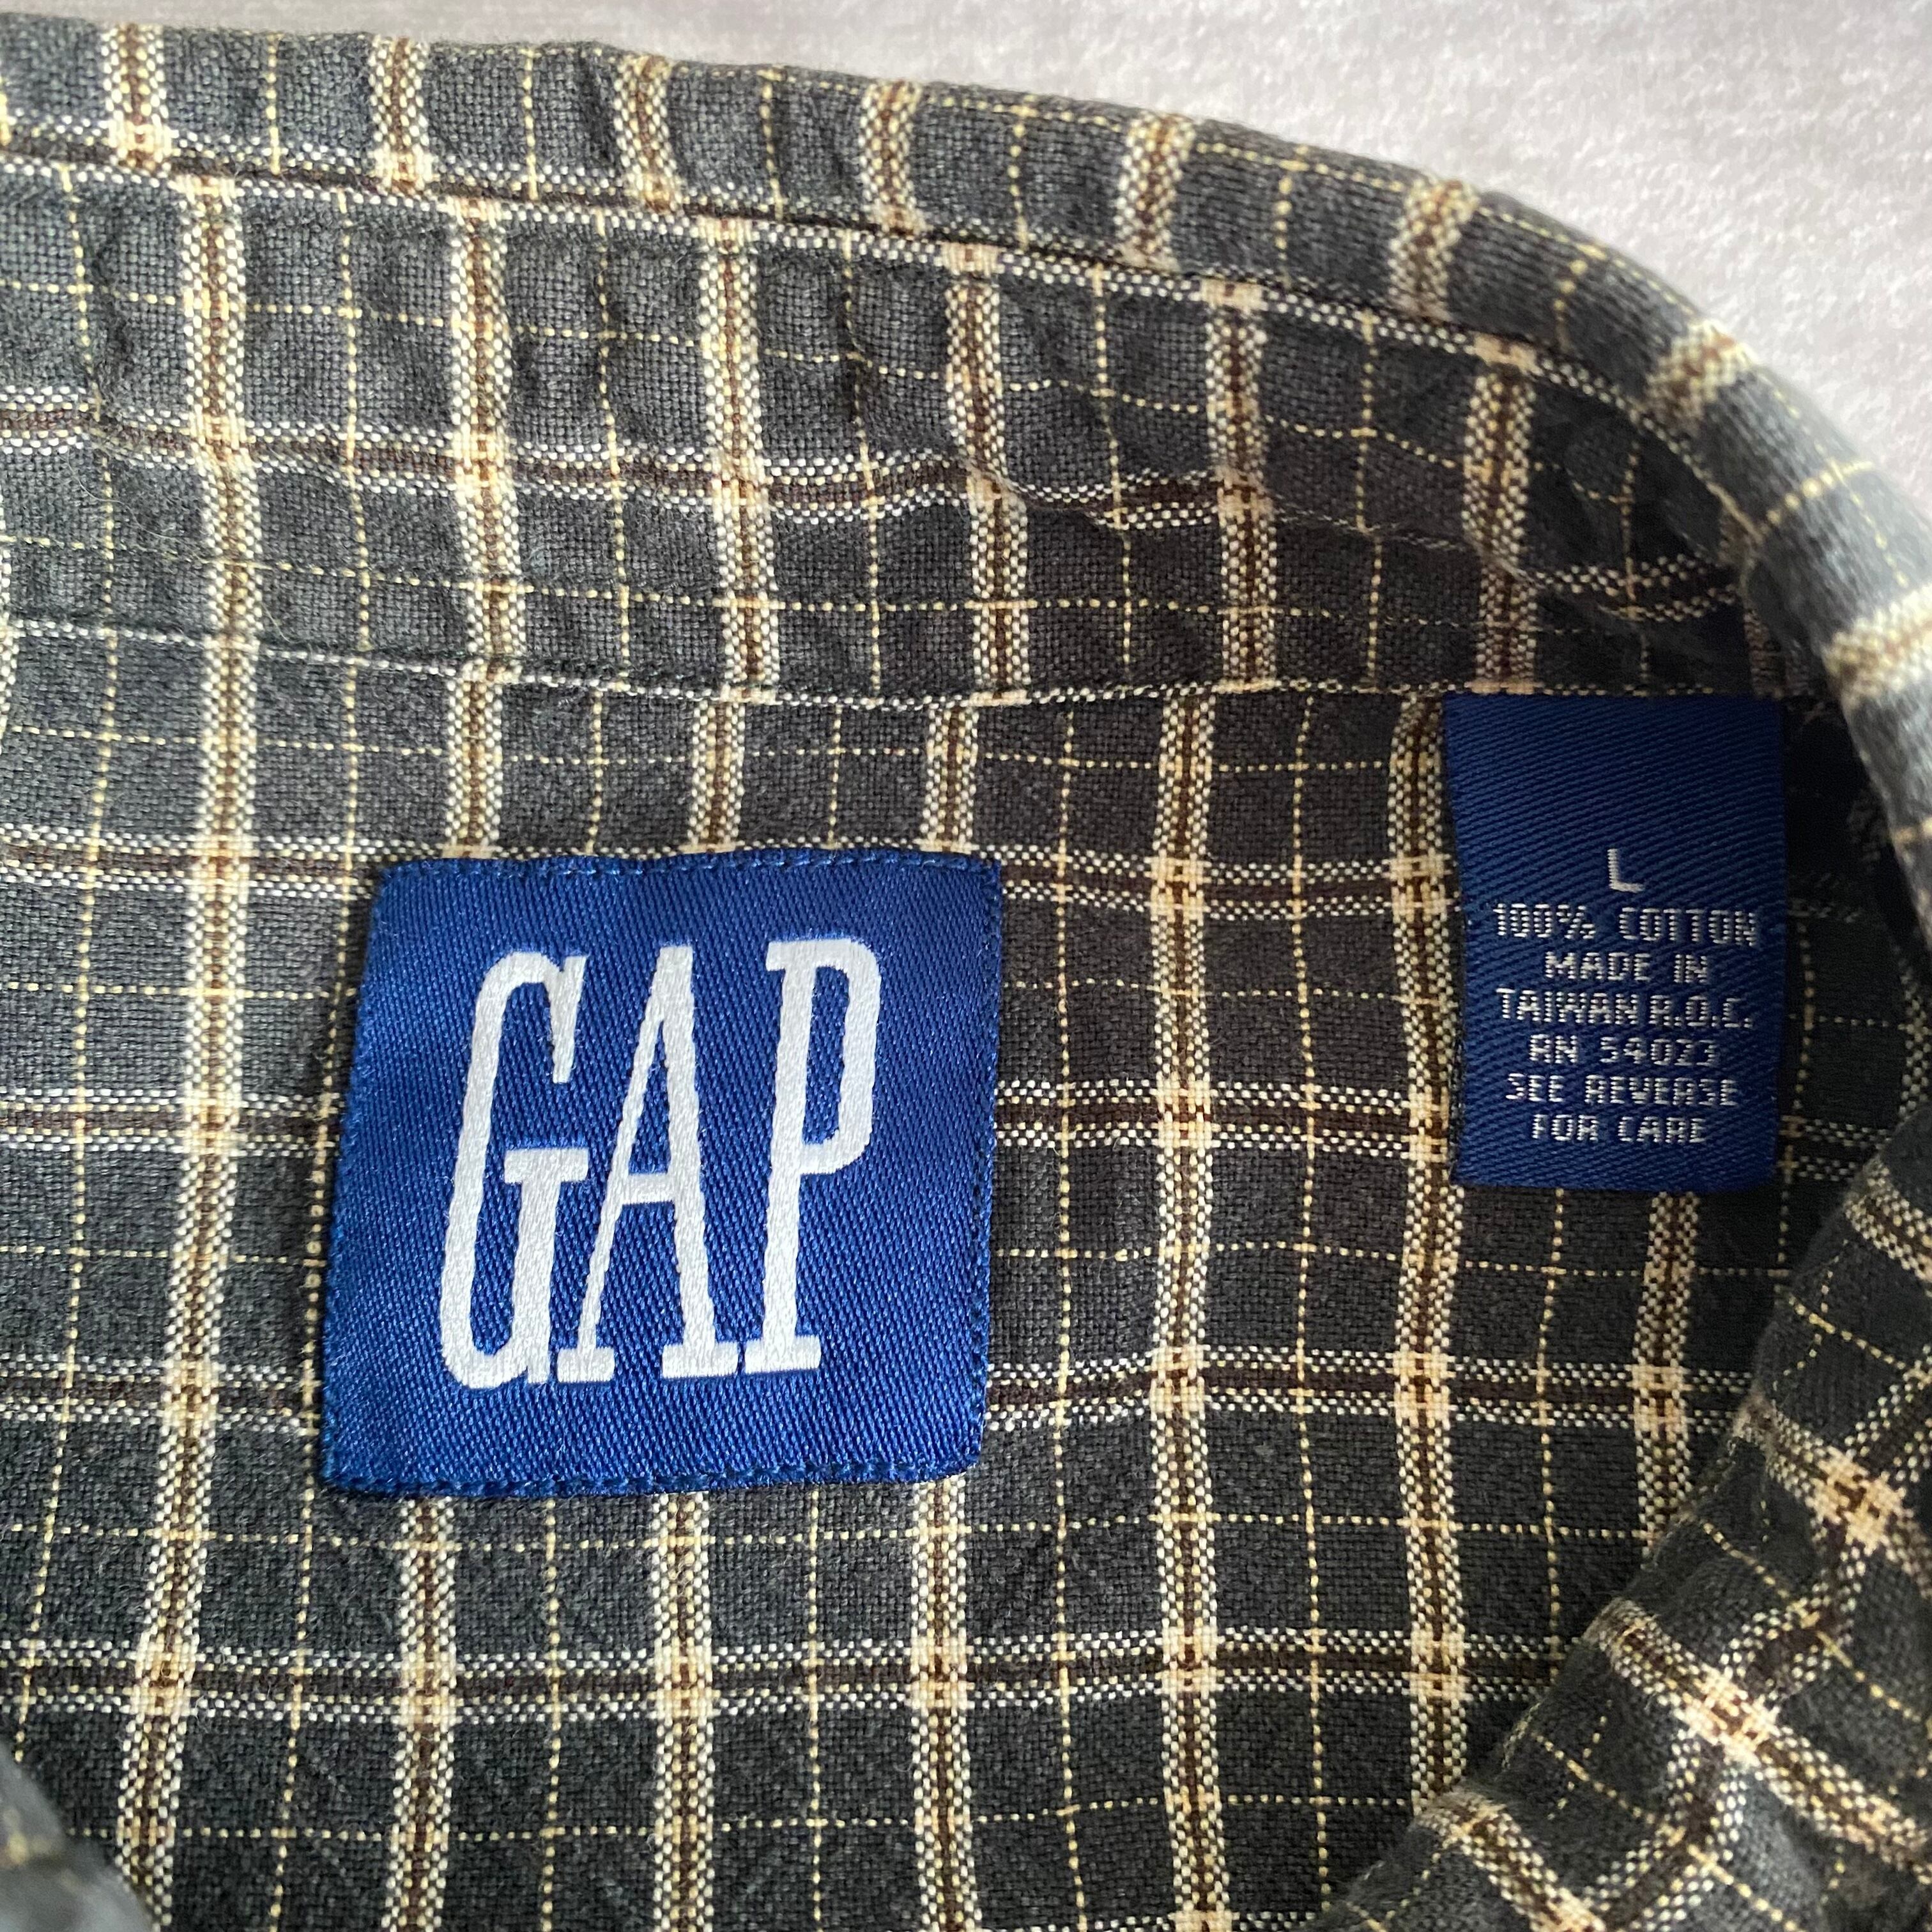 GAP
L
100% COTTON
MADE IN
TAIWAN R.O.C.
RN 54023
SEE REVERSE
FOR CARE